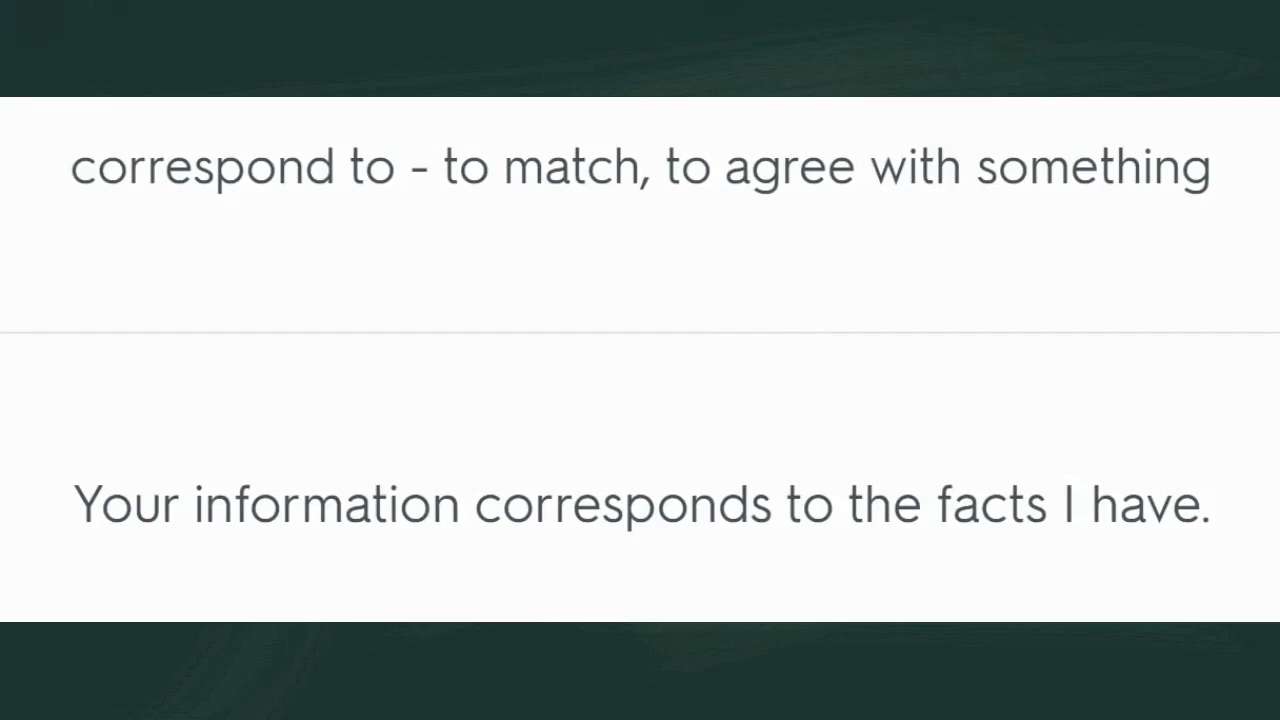 correspond to - to match, to agree with something
Your information corresponds to the facts I have.